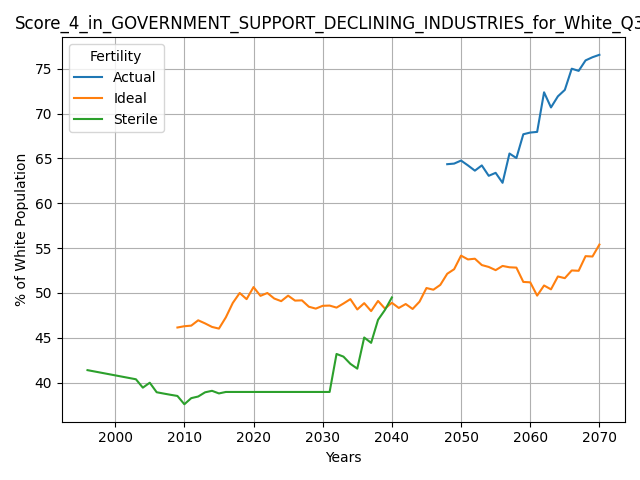 Score_4_in_GOVERNMENT_SUPPORT_DECLINING_INDUSTRIES_for_White_Q3
Fertility
Actual
Ideal
Sterile
% of White Population
75
70
65
60
55
50
45
40
2000
2010
2020
2030
2040
2050
2060
2070
Years